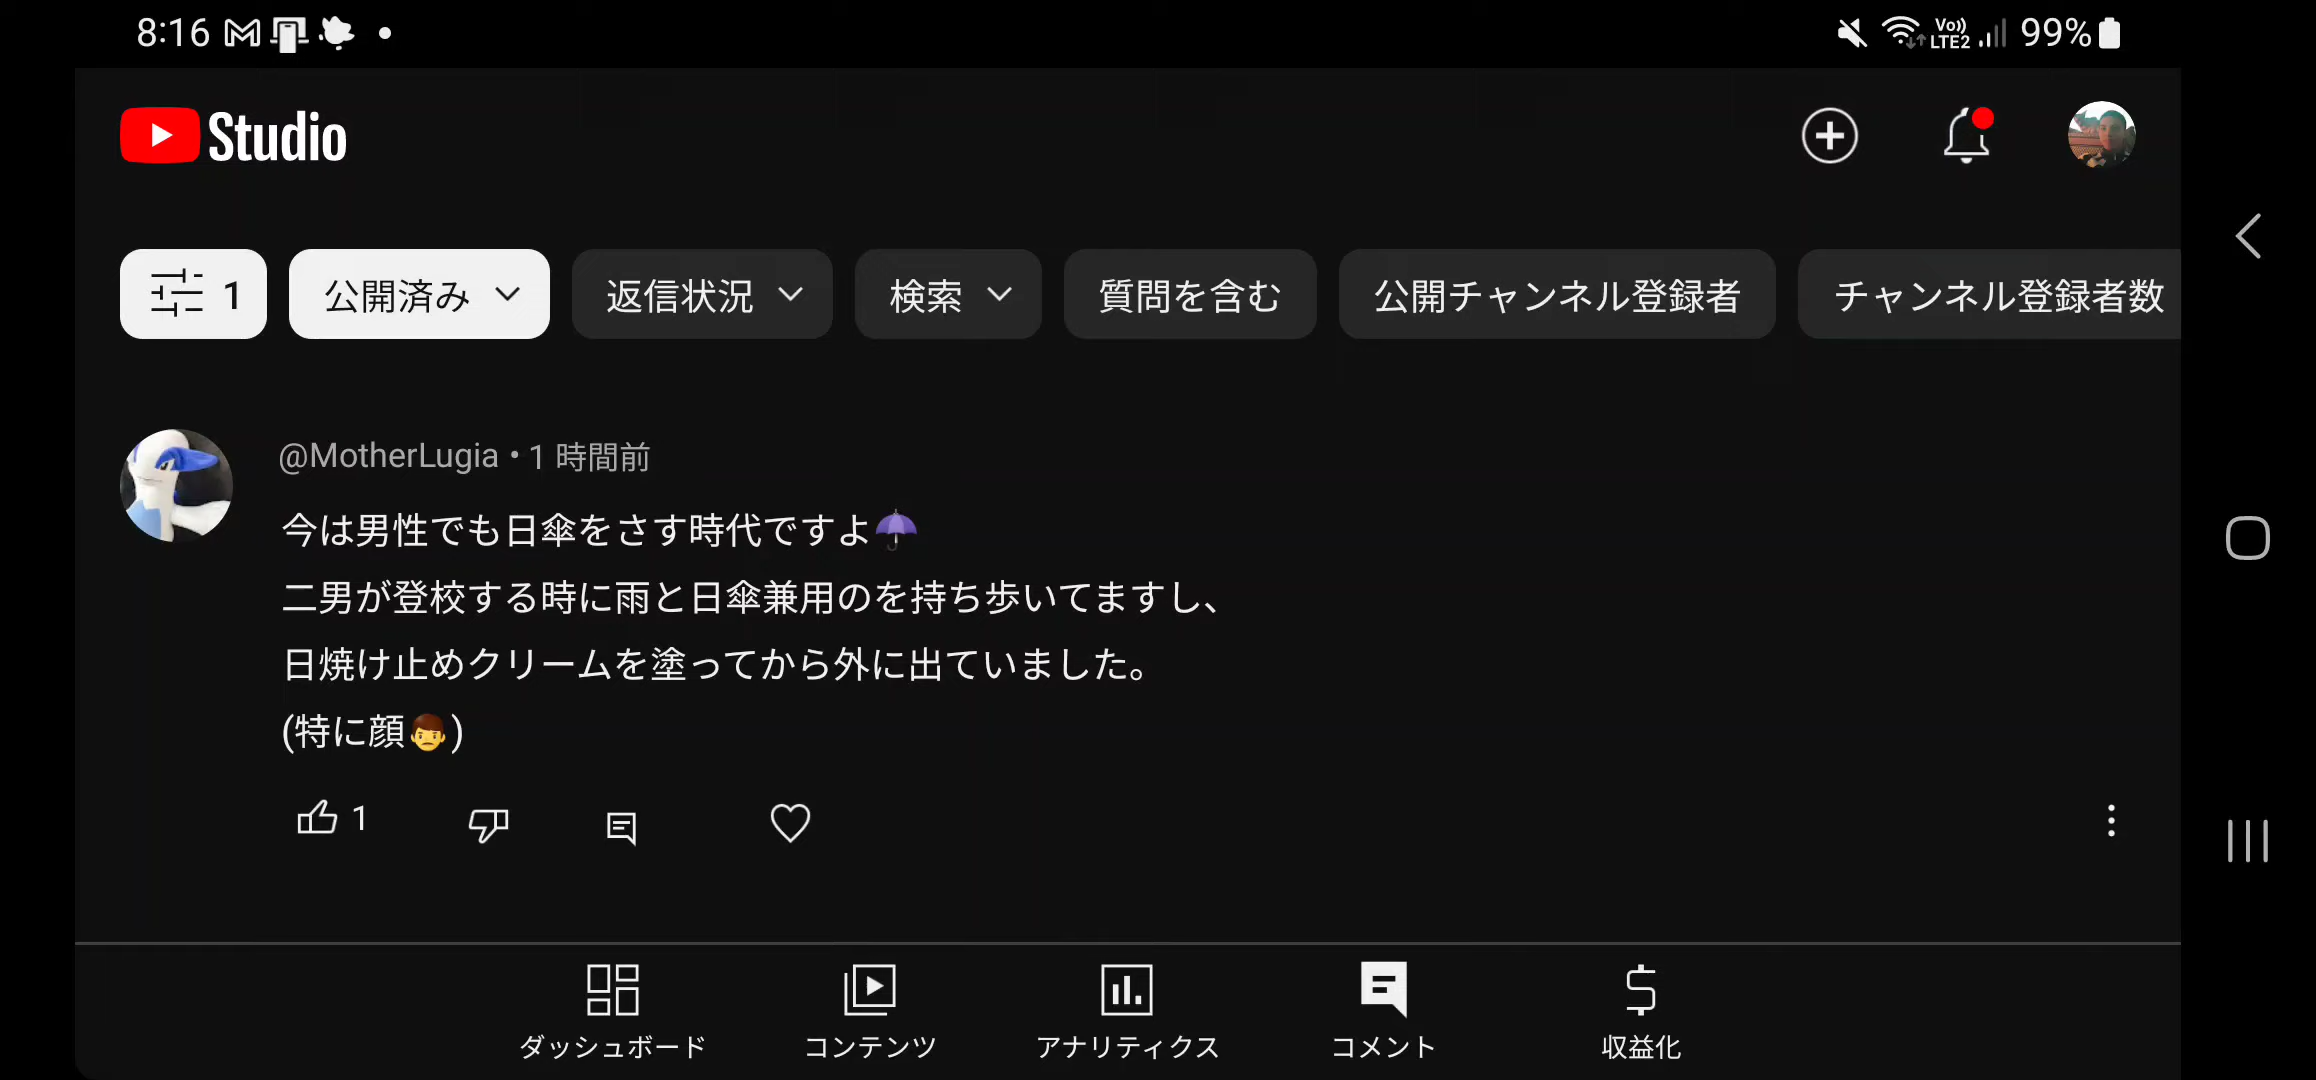 8:16
Vo))
LTE2
99%
Studio
1
公開済み
返信状況
検索
質問を含む
公開チャンネル登録者
チャンネル登録者数
@MotherLugia • 1 時間前
今は男性でも日傘をさす時代ですよ☂
二男が登校する時に雨と日傘兼用のを持ち歩いてますし、
日焼け止めクリームを塗ってから外に出ていました。
(特に顔👨)
1
ダッシュボード
コンテンツ
アナリティクス
コメント
収益化